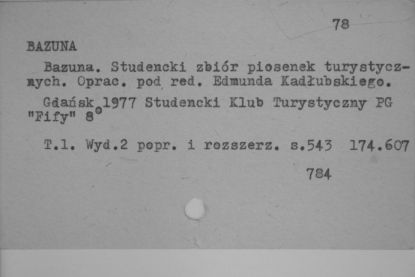 78
BAZUNA
Bazuna. Studencki zbiór piosenek turystycz-
nych. Oprac. pod red. Edmunda Kadłubskiego.
Gdańsk 1977 Studencki Klub Turystyczny PG
"Fify" 8°
T.1. Wyd.2 popr. i rozszerz. s.543 174.607
784